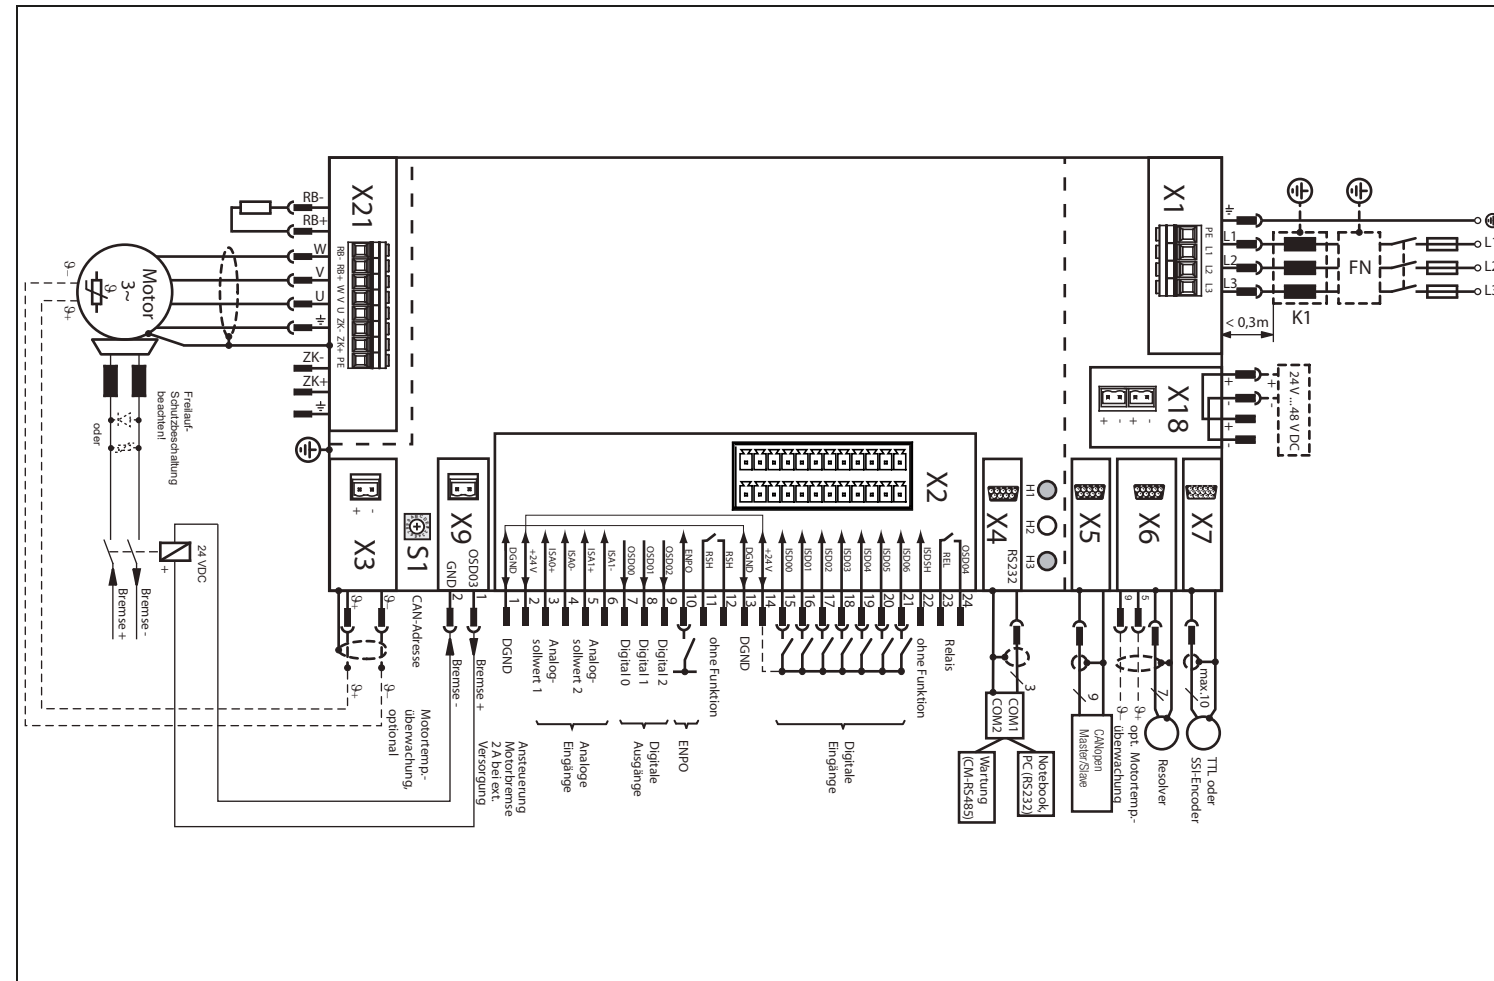 X21
RB-
RB+
W
V
U
ZK-
ZK+
RB-
RB+
W
V
U
ZK-
ZK+
PE
Motor
3~
ϑ
ϑ-
ϑ+
Freilauf-
Schutzbeschaltung
beachten!
oder
24 VDC
+
Bremse +
Bremse -
X1
PE
L1
L2
L3
L1
L2
L3
< 0,3m
K1
FN
L1
L2
L3
X18
+
-
+
-
+
-
+
-
+
-
24 V ...48 V DC
X3
+
-
ϑ+
ϑ-
S1
CAN-Adresse
ϑ+
ϑ-
Motortemp.-
überwachung,
optional
X9
OSD03
GND
2
1
Bremse -
Bremse +
Ansteuerung
Motorbremse
2 A bei ext.
Versorgung
X2
DGND
+24 V
ISA0+
ISA0-
ISA1+
ISA1-
OSD00
OSD01
OSD02
ENPO
RSH
RSH
DGND
+24 V
ISD00
ISD01
ISD02
ISD03
ISD04
ISD05
ISD06
ISDSH
REL
OSD04
1
2
3
4
5
6
7
8
9
10
11
12
13
14
15
16
17
18
19
20
21
22
23
24
DGND
Analog-
sollwert 1
Analog-
sollwert 2
Digital 0
Digital 1
Digital 2
ohne Funktion
DGND
ohne Funktion
Relais
Analoge
Eingänge
Digitale
Ausgänge
ENPO
Digitale
Eingänge
X4
RS232
H1
H2
H3
3
COM1
COM2
Notebook,
PC (RS232)
Wartung
(CM-RS485)
X5
9
CANopen
Master/Slave
X6
9
5
ϑ-
ϑ+
opt. Motortemp.-
überwachung
7
Resolver
X7
max.10
TTL oder
SSI-Encoder